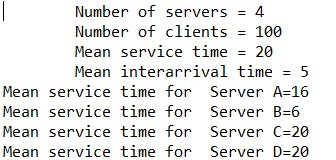 Number of servers = 4
Number of clients = 100
Mean service time = 20
Mean interarrival time = 5
Mean service time for  Server A=16
Mean service time for  Server B=6
Mean service time for  Server C=20
Mean service time for  Server D=20